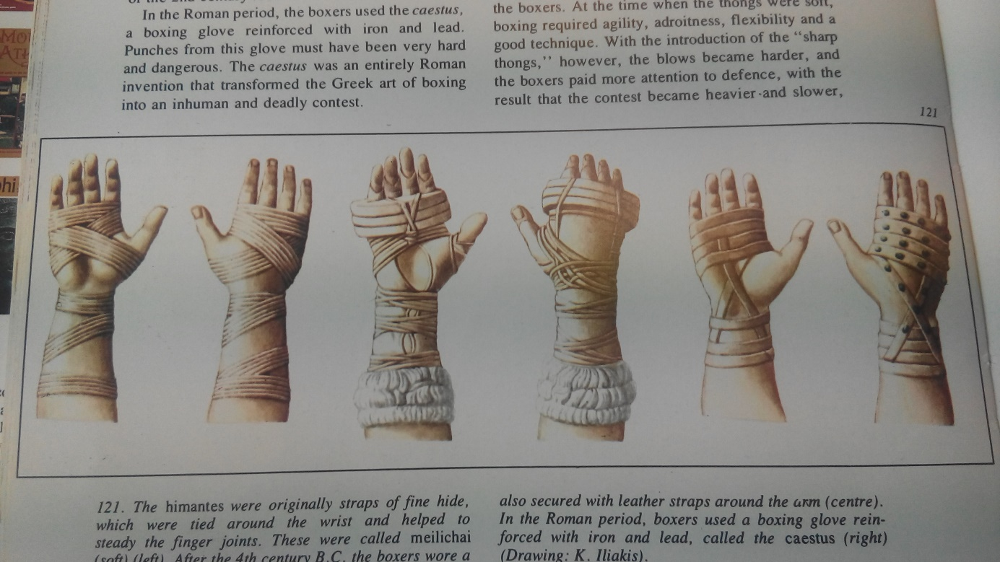 In the Roman period, the boxers used the caestus,
a boxing glove reinforced with iron and lead.
Punches from this glove must have been very hard
and dangerous. The caestus was an entirely Roman
invention that transformed the Greek art of boxing
into an inhuman and deadly contest.
the boxers. At the time when the thongs were soft,
boxing required agility, adroitness, flexibility and a
good technique. With the introduction of the “sharp
thongs,’’ however, the blows became harder, and
the boxers paid more attention to defence, with the
result that the contest became heavier and slower,
121
121. The himantes were originally straps of fine hide,
which were tied around the wrist and helped to
steady the finger joints. These were called meilichai
(soft) (left). After the 4th century B.C. the boxers wore a
also secured with leather straps around the arm (centre).
In the Roman period, boxers used a boxing glove rein-
forced with iron and lead, called the caestus (right)
(Drawing: K. Iliakis).